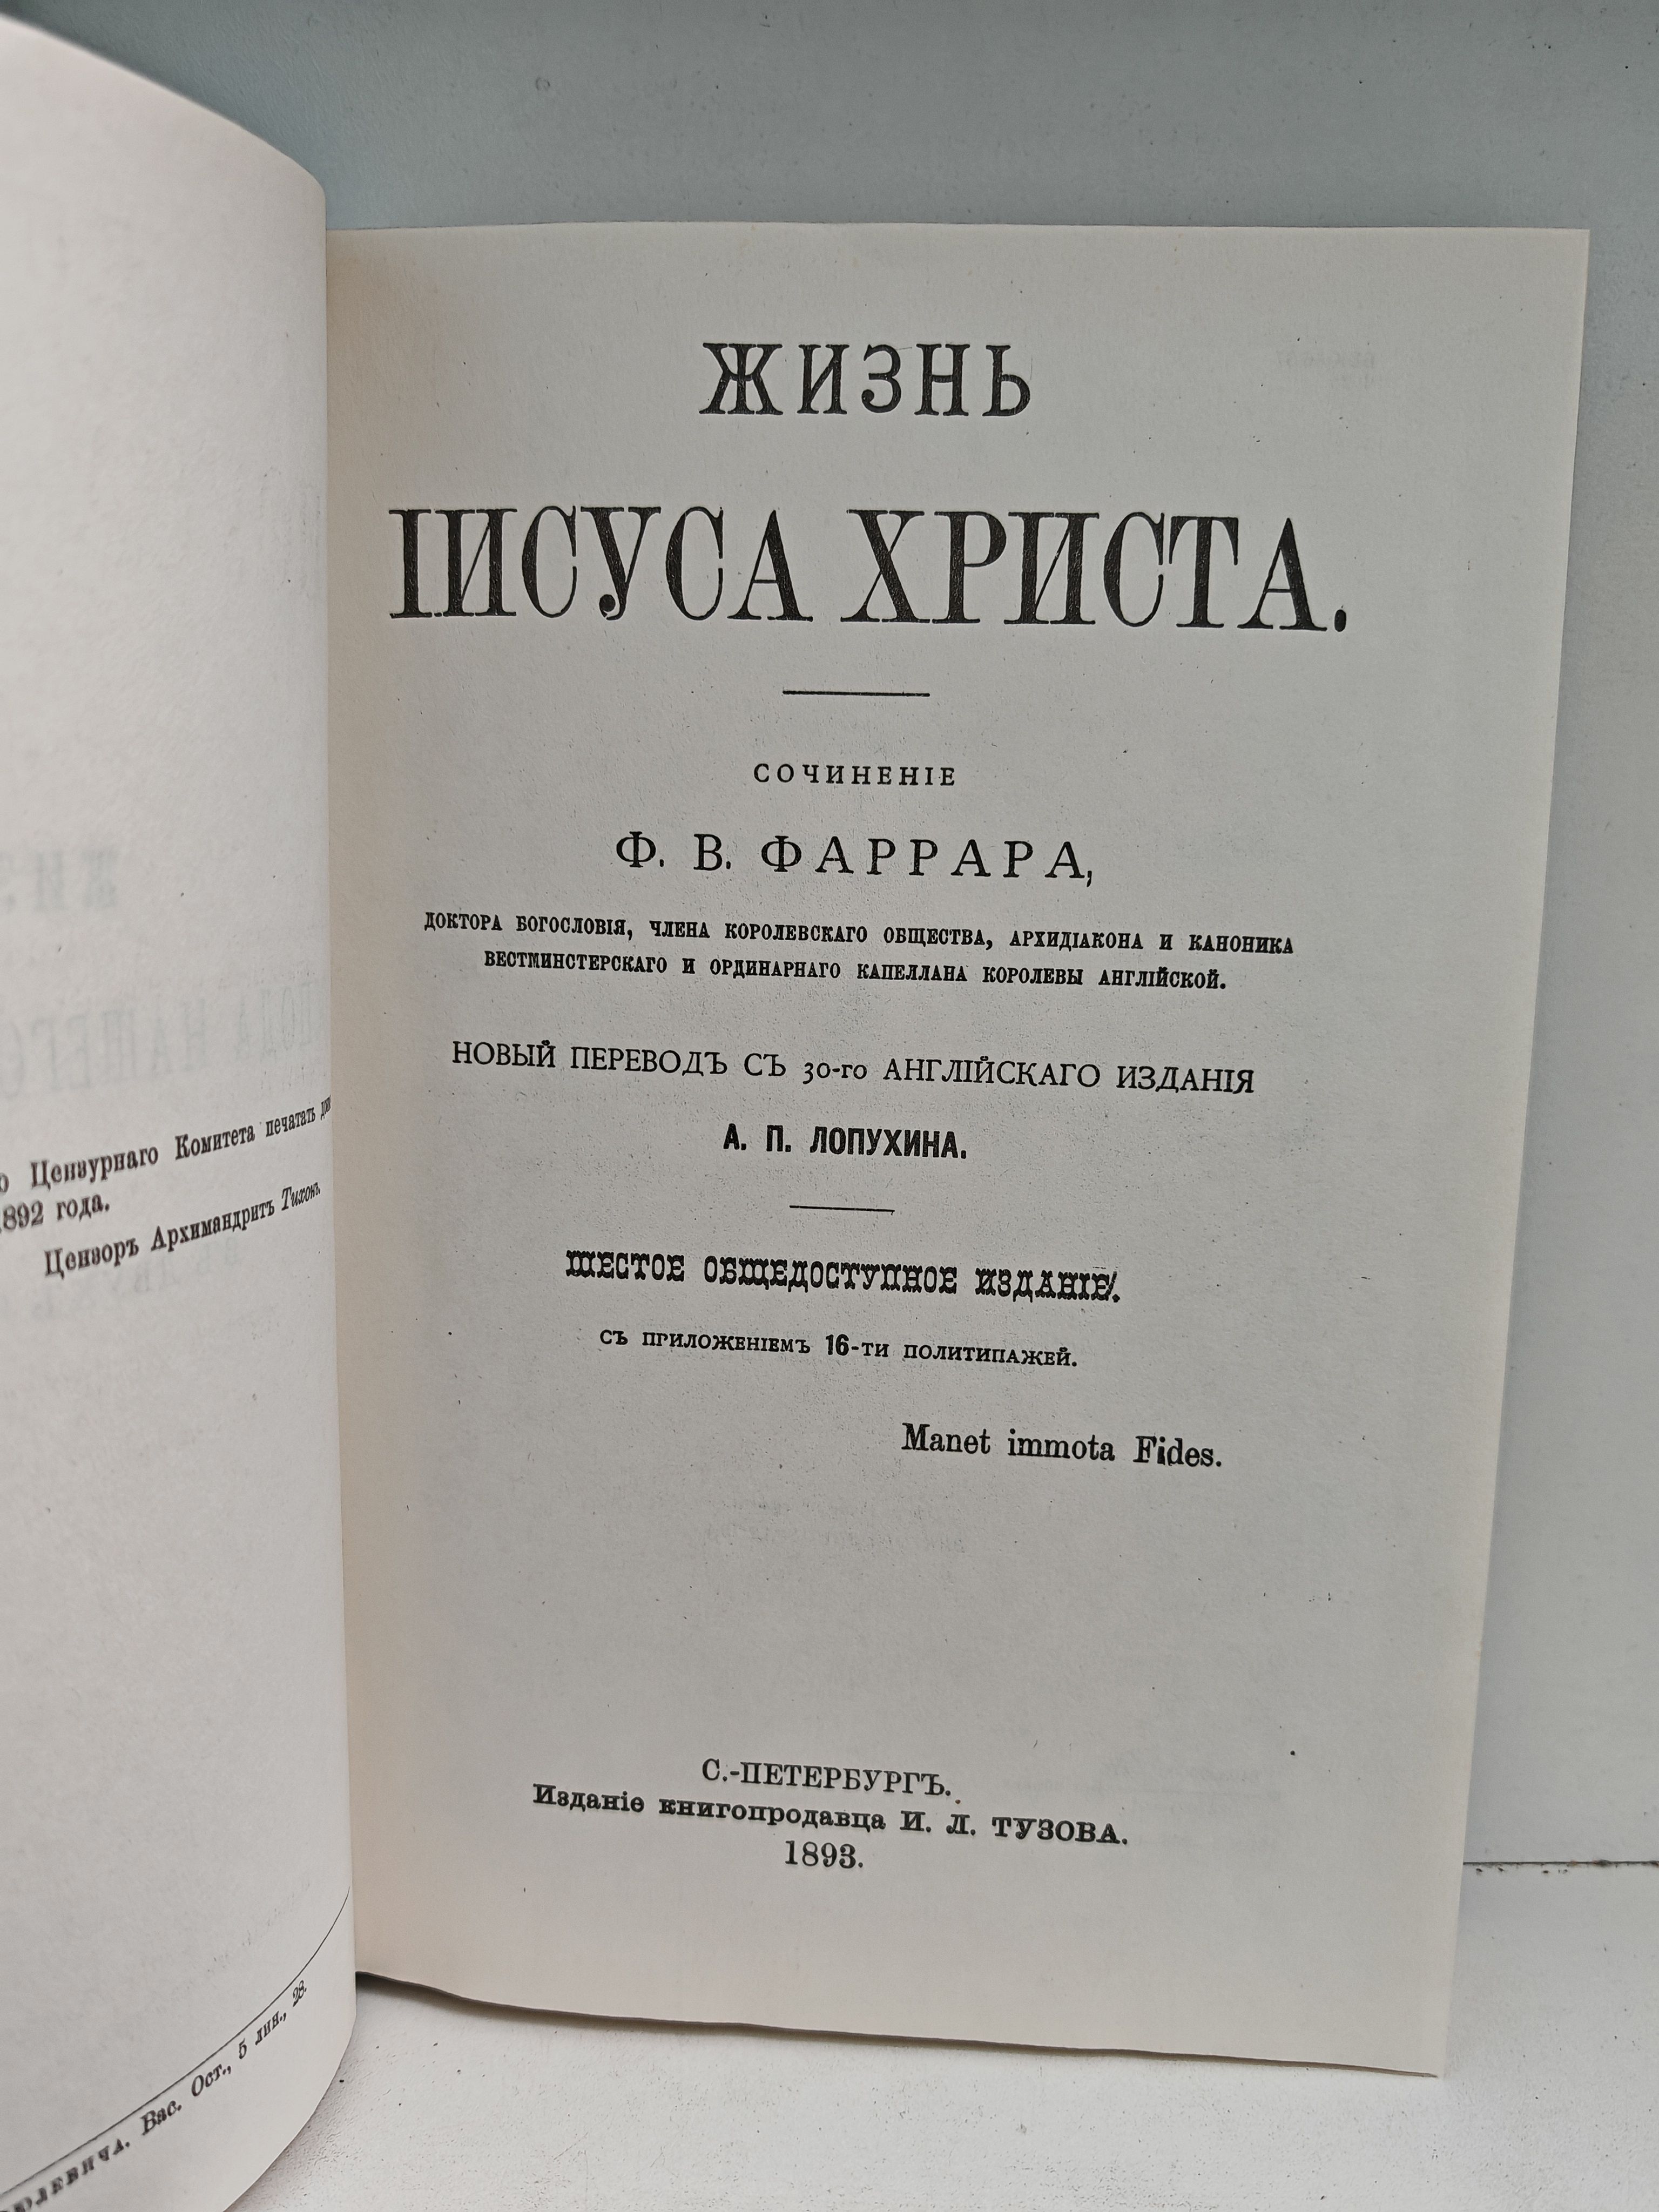 Цензурнаго Комитета печатать
1892 года.
Цензоръ Архимандритъ Тихонъ.
Вас. Ост., 5 лин., 28.
ЖИЗНЬ
ІИСУСА ХРИСТА.
СОЧИНЕНІЕ
Ф. В. ФАРРАРА,
ДОКТОРА БОГОСЛОВІЯ, ЧЛЕНА КОРОЛЕВСКАГО ОБЩЕСТВА, АРХИДІАКОНА И КАНОНИКА
ВЕСТМИНСТЕРСКАГО И ОРДИНАРНАГО КАПЕЛЛАНА КОРОЛЕВЫ АНГЛІЙСКОЙ.
НОВЫЙ ПЕРЕВОДЪ СЪ 30-го АНГЛІЙСКАГО ИЗДАНІЯ
А. П. ЛОПУХИНА.
ШЕСТОЕ ОБЩЕДОСТУПНОЕ ИЗДАНІЕ.
СЪ ПРИЛОЖЕНІЕМЪ 16-ТИ ПОЛИТИПАЖЕЙ.
Manet immota Fides.
С.-ПЕТЕРБУРГЪ.
Изданіе книгопродавца И. Л. ТУЗОВА.
1893.